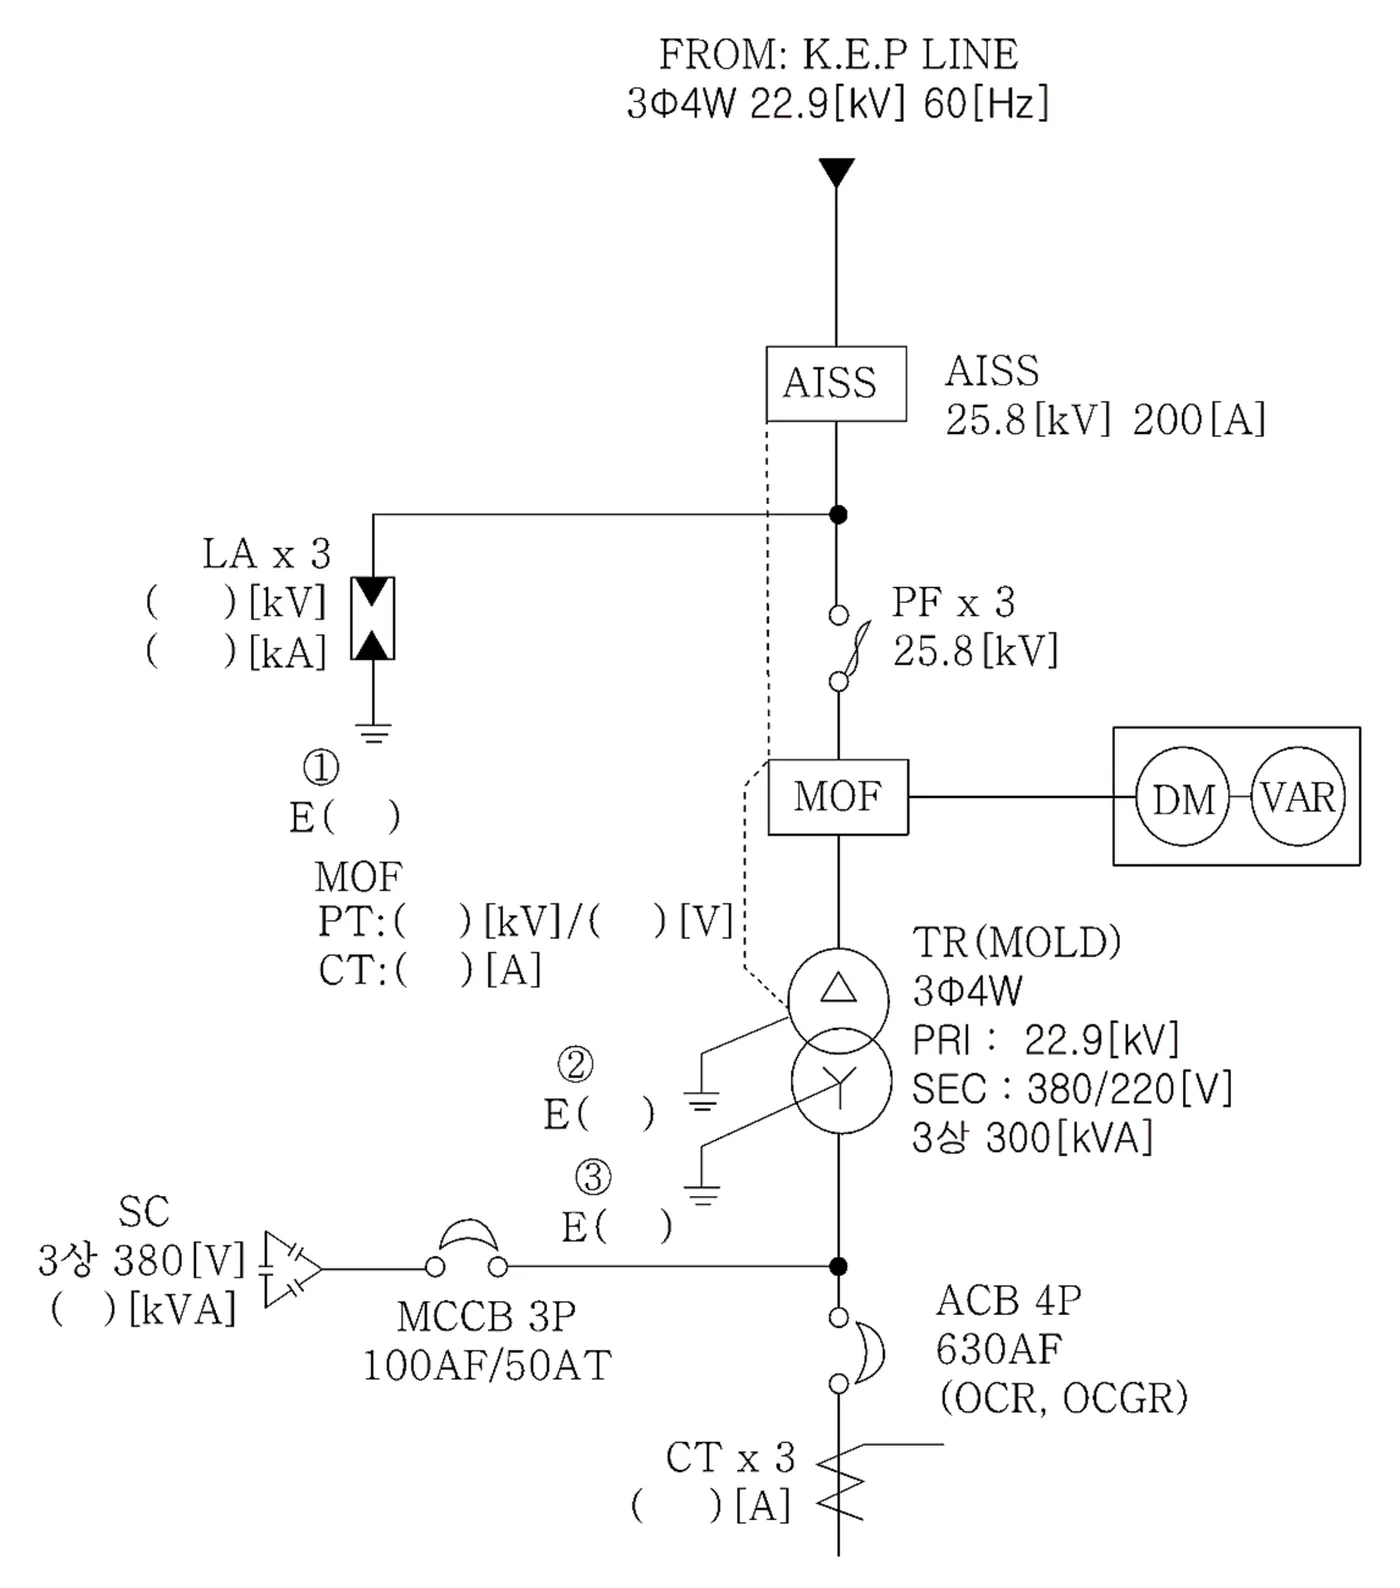 FROM: K.E.P LINE
3Φ4W 22.9[kV] 60[Hz]
AISS
AISS
25.8[kV] 200[A]
LA x 3
(   )[kV]
(   )[kA]
①
E(   )
PF x 3
25.8[kV]
MOF
DM
VAR
MOF
PT:(   )[kV]/(   )[V]
CT:(   )[A]
TR(MOLD)
3Φ4W
PRI : 22.9[kV]
SEC : 380/220[V]
3상 300[kVA]
②
E(   )
③
E(   )
SC
3상 380[V]
(   )[kVA]
MCCB 3P
100AF/50AT
ACB 4P
630AF
(OCR, OCGR)
CT x 3
(   )[A]